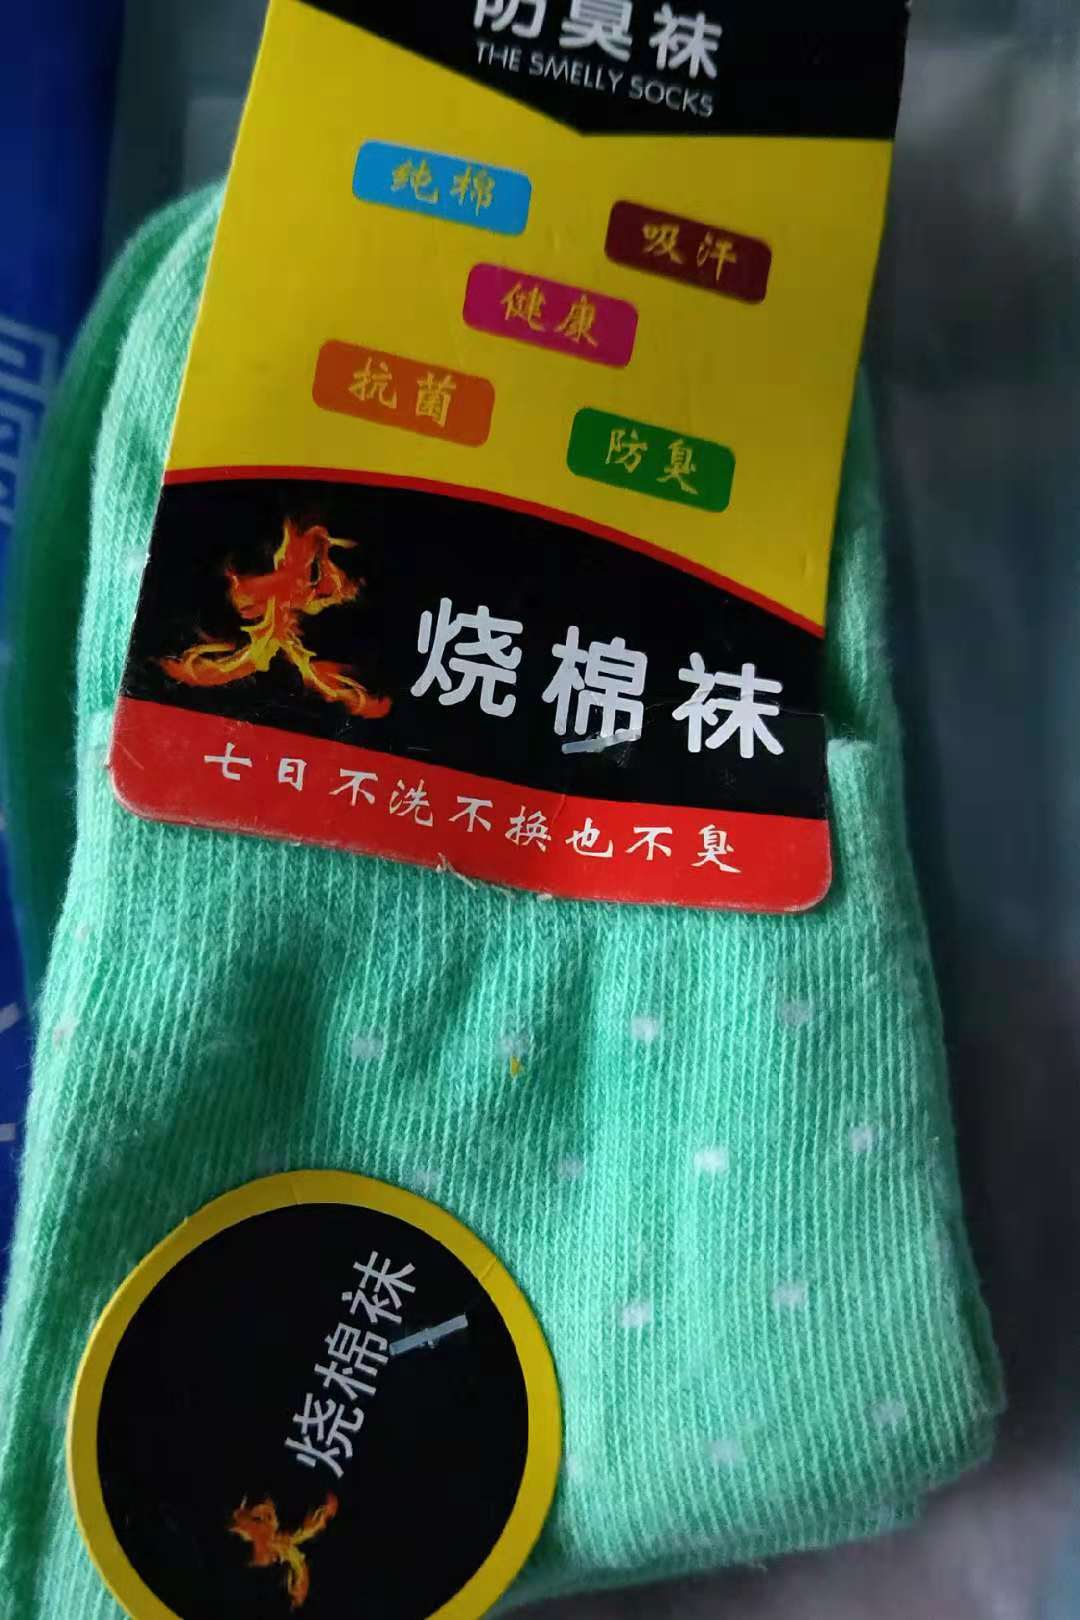 防臭袜
THE SMELLY SOCKS
纯棉
吸汗
健康
抗菌
防臭
烧棉袜
七日不洗不换也不臭
烧棉袜